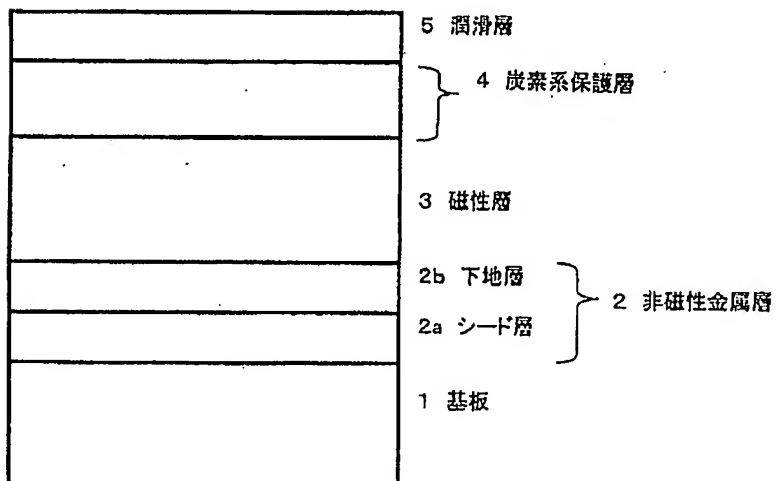 5 潤滑層
4 炭素系保護層
3 磁性層
2b 下地層
2 非磁性金属層
2a シード層
1 基板